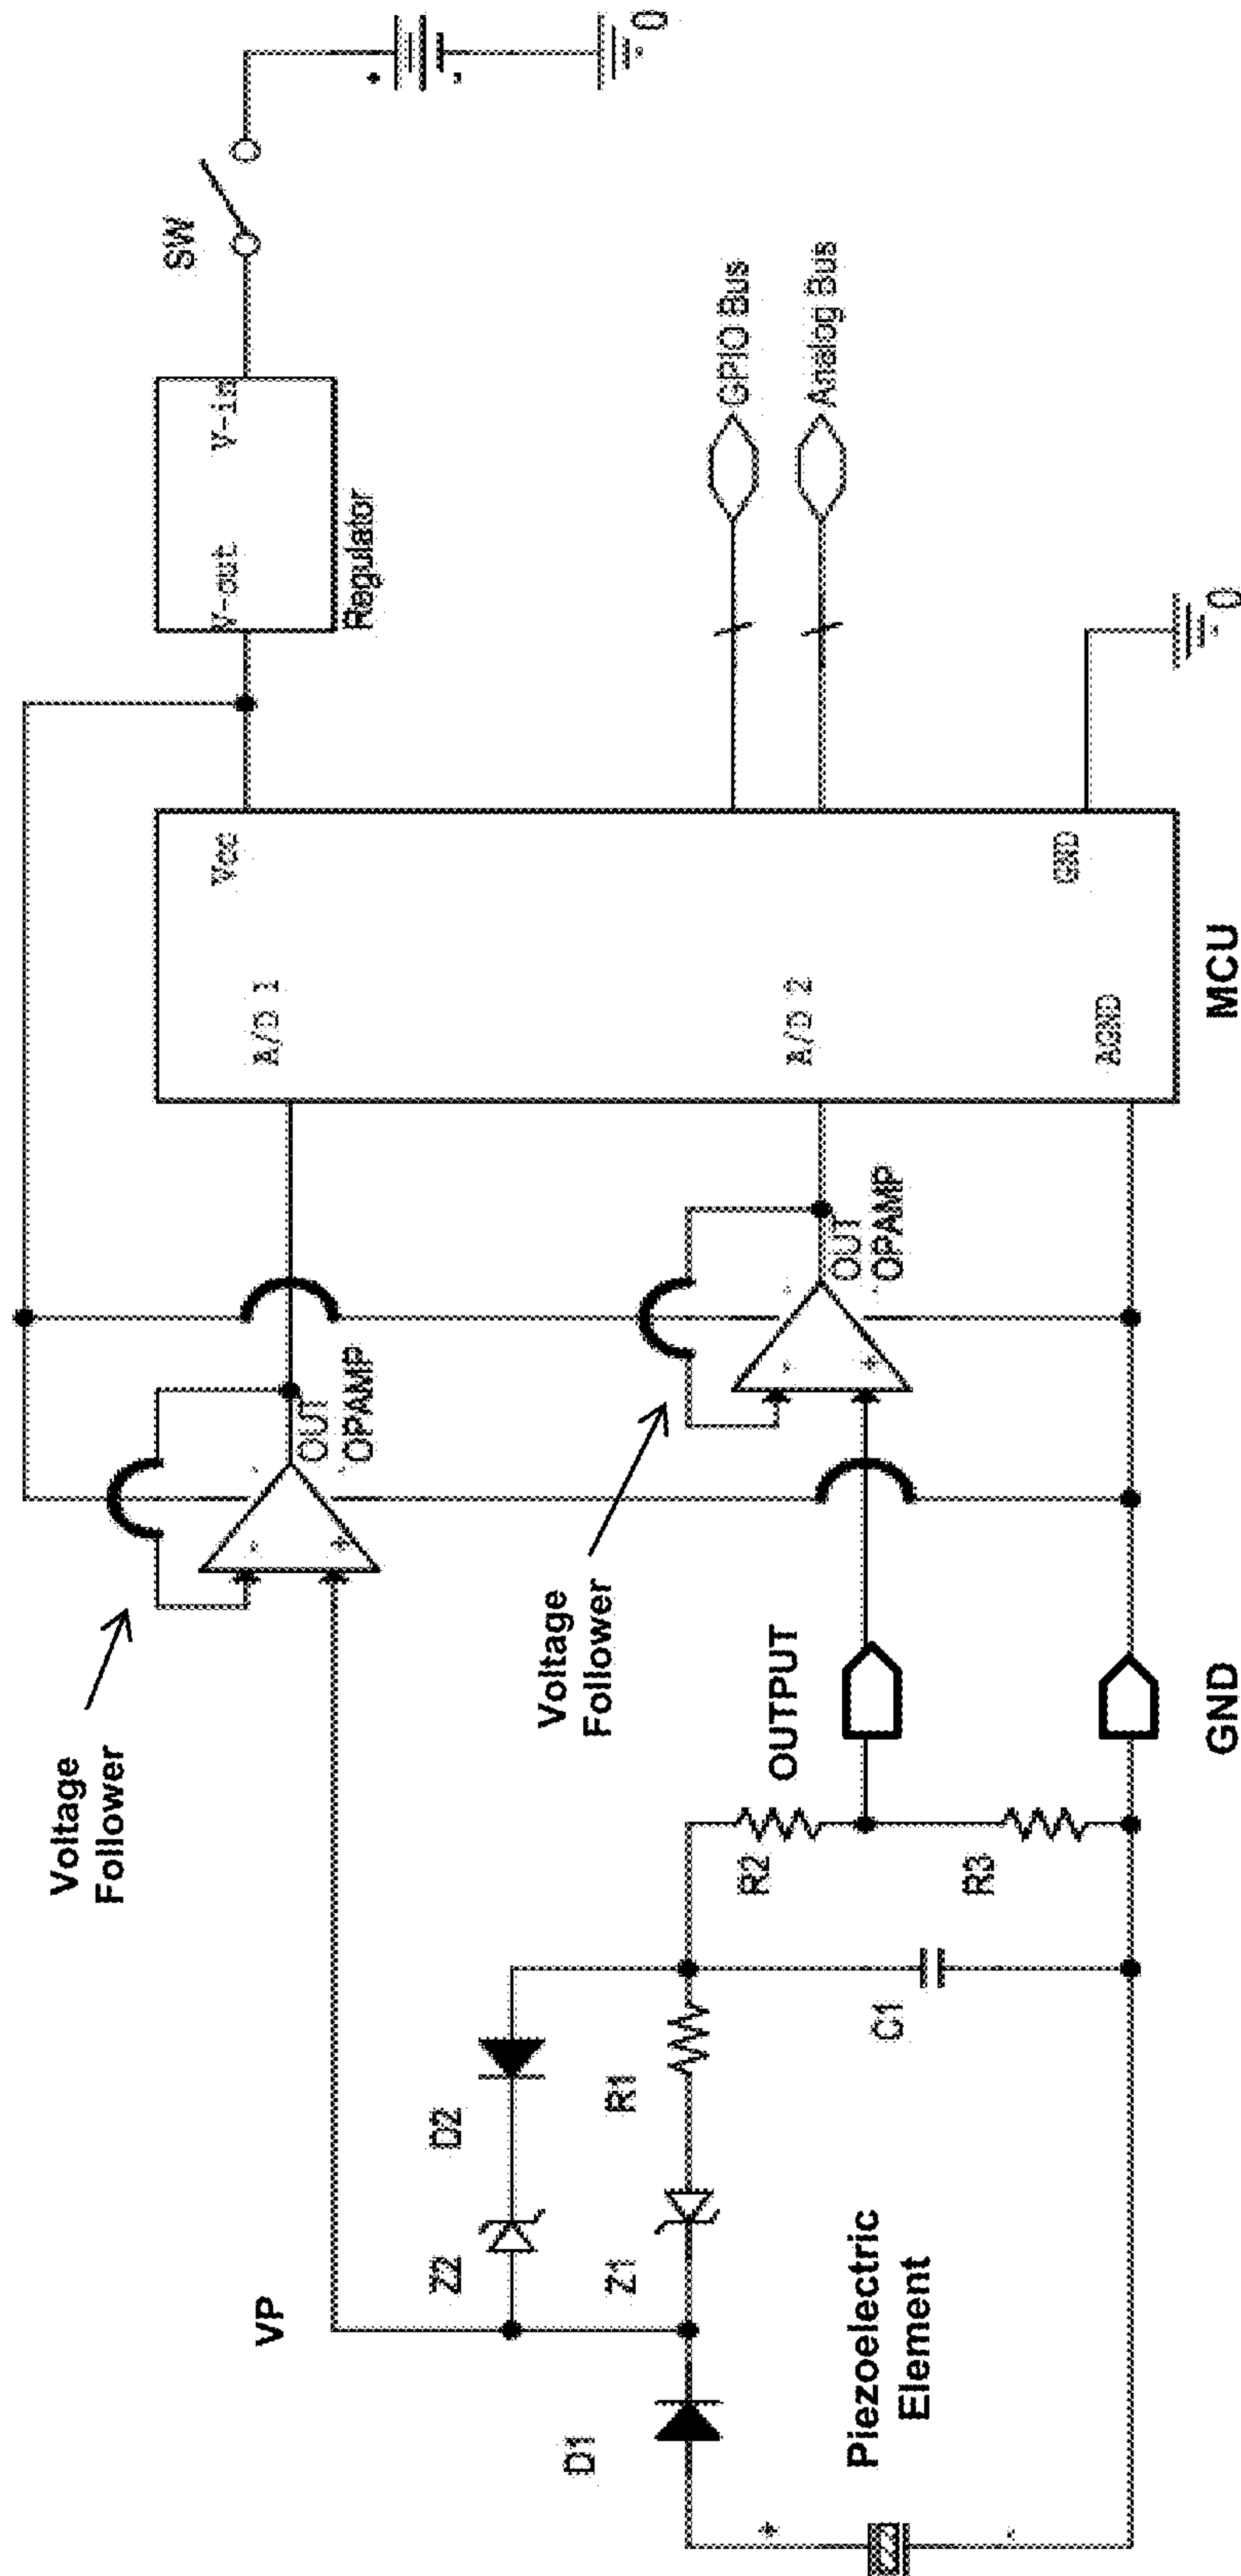 Voltage
Follower
VP
Z2
D2
D1
Z1
R1
Piezoelectric
Element
C1
R2
R3
OUTPUT
GND
Voltage
Follower
+
-
-
+
OUT
OPAMP
-
+
OUT
OPAMP
A/D 1
Vcc
A/D 2
AGND
GND
MCU
V-out
V-in
Regulator
SW
+
-
0
GPIO Bus
Analog Bus
0